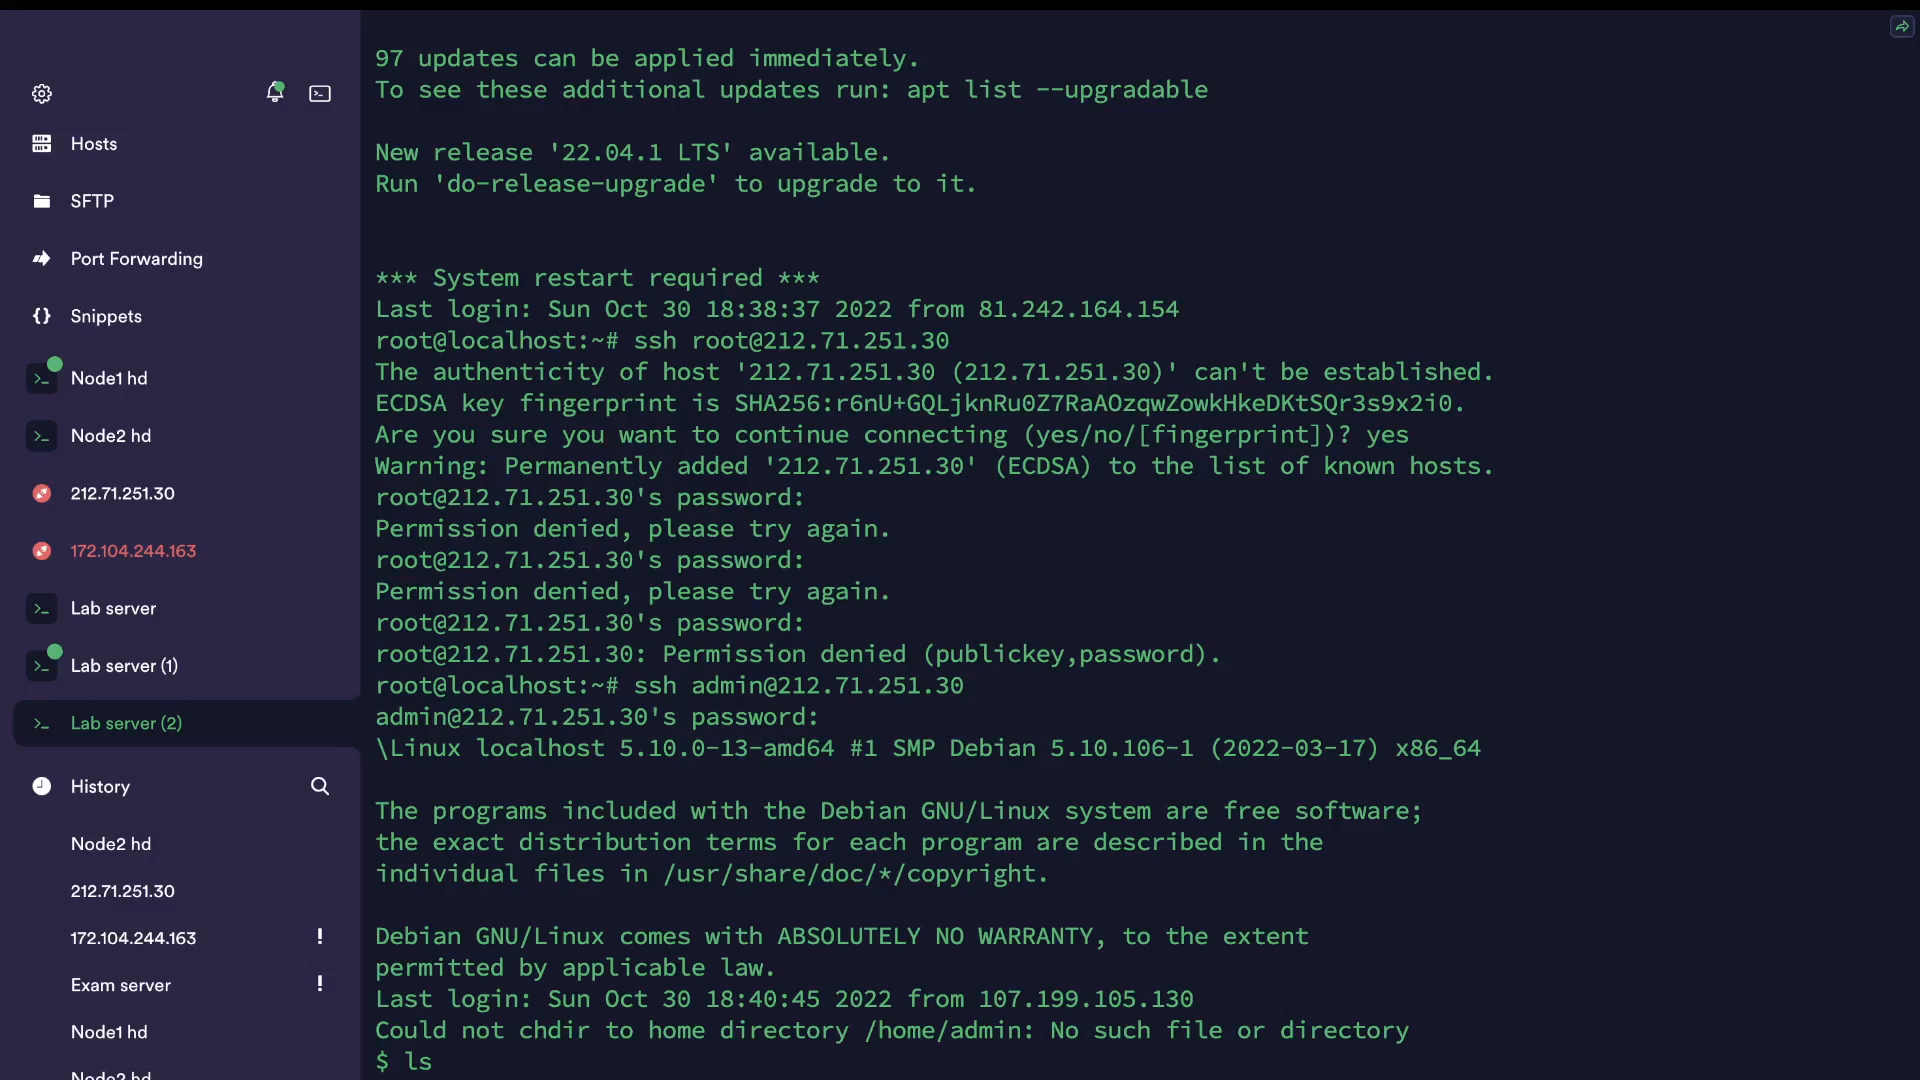 Hosts
SFTP
Port Forwarding
Snippets
Node1 hd
Node2 hd
212.71.251.30
172.104.244.163
Lab server
Lab server (1)
Lab server (2)
History
Node2 hd
212.71.251.30
172.104.244.163 !
Exam server !
Node1 hd
Node2 hd
97 updates can be applied immediately.
To see these additional updates run: apt list --upgradable
New release '22.04.1 LTS' available.
Run 'do-release-upgrade' to upgrade to it.
*** System restart required ***
Last login: Sun Oct 30 18:38:37 2022 from 81.242.164.154
root@localhost:~# ssh root@212.71.251.30
The authenticity of host '212.71.251.30 (212.71.251.30)' can't be established.
ECDSA key fingerprint is SHA256:r6nU+GQLjknRu0Z7RaAOzqwZowkHkeDKtSQr3s9x2i0.
Are you sure you want to continue connecting (yes/no/[fingerprint])? yes
Warning: Permanently added '212.71.251.30' (ECDSA) to the list of known hosts.
root@212.71.251.30's password:
Permission denied, please try again.
root@212.71.251.30's password:
Permission denied, please try again.
root@212.71.251.30's password:
root@212.71.251.30: Permission denied (publickey,password).
root@localhost:~# ssh admin@212.71.251.30
admin@212.71.251.30's password:
\Linux localhost 5.10.0-13-amd64 #1 SMP Debian 5.10.106-1 (2022-03-17) x86_64
The programs included with the Debian GNU/Linux system are free software;
the exact distribution terms for each program are described in the
individual files in /usr/share/doc/*/copyright.
Debian GNU/Linux comes with ABSOLUTELY NO WARRANTY, to the extent
permitted by applicable law.
Last login: Sun Oct 30 18:40:45 2022 from 107.199.105.130
Could not chdir to home directory /home/admin: No such file or directory
$ ls